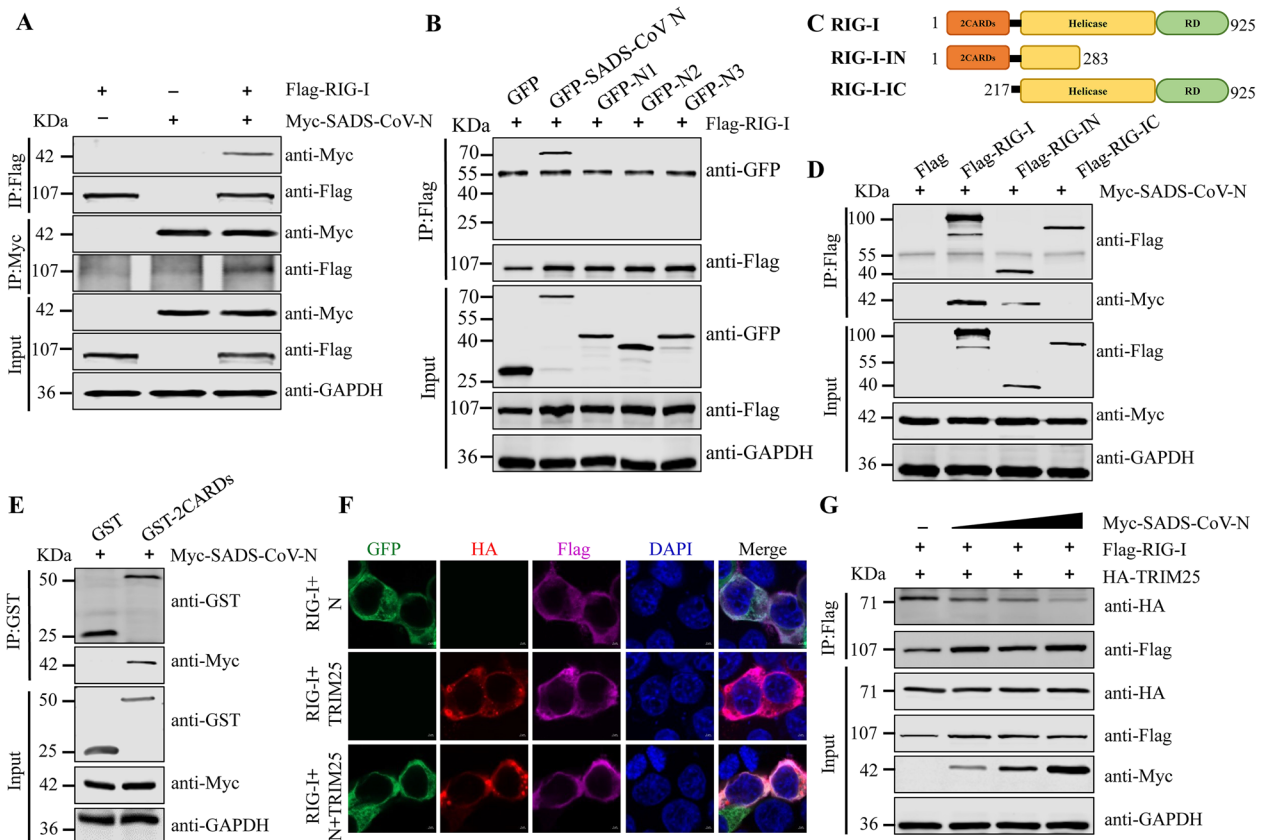 A
+ – + Flag-RIG-I
KDa – + + Myc-SADS-CoV-N
IP:Flag
42 anti-Myc
107 anti-Flag
IP:Myc
42 anti-Myc
107 anti-Flag
Input
42 anti-Myc
107 anti-Flag
36 anti-GAPDH
B
GFP
GFP-SADS-CoV N
GFP-N1
GFP-N2
GFP-N3
KDa + + + + + Flag-RIG-I
IP:Flag
70
55 anti-GFP
40
25
107 anti-Flag
Input
70
55
40 anti-GFP
25
107 anti-Flag
36 anti-GAPDH
C
RIG-I 1 2CARDs Helicase RD 925
RIG-I-IN 1 2CARDs 283
RIG-I-IC 217 Helicase RD 925
D
Flag
Flag-RIG-I
Flag-RIG-IN
Flag-RIG-IC
KDa + + + + Myc-SADS-CoV-N
IP:Flag
100
anti-Flag
55
40
42 anti-Myc
Input
100
anti-Flag
55
40
42 anti-Myc
36 anti-GAPDH
E
GST
GST-2CARDs
KDa + + Myc-SADS-CoV-N
IP:GST
50
anti-GST
25
42 anti-Myc
Input
50
anti-GST
25
42 anti-Myc
36 anti-GAPDH
F
GFP HA Flag DAPI Merge
RIG-I+
N
RIG-I+
TRIM25
RIG-I+
N+TRIM25
G
– Myc-SADS-CoV-N
+ + + + Flag-RIG-I
KDa + + + + HA-TRIM25
IP:Flag
71 anti-HA
107 anti-Flag
Input
71 anti-HA
107 anti-Flag
42 anti-Myc
36 anti-GAPDH